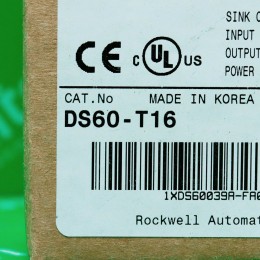 SINK
INPUT
OUTPUT
POWER
CE c UL US
CAT.No MADE IN KOREA
DS60-T16
1XDS60039A-FA
Rockwell Automat